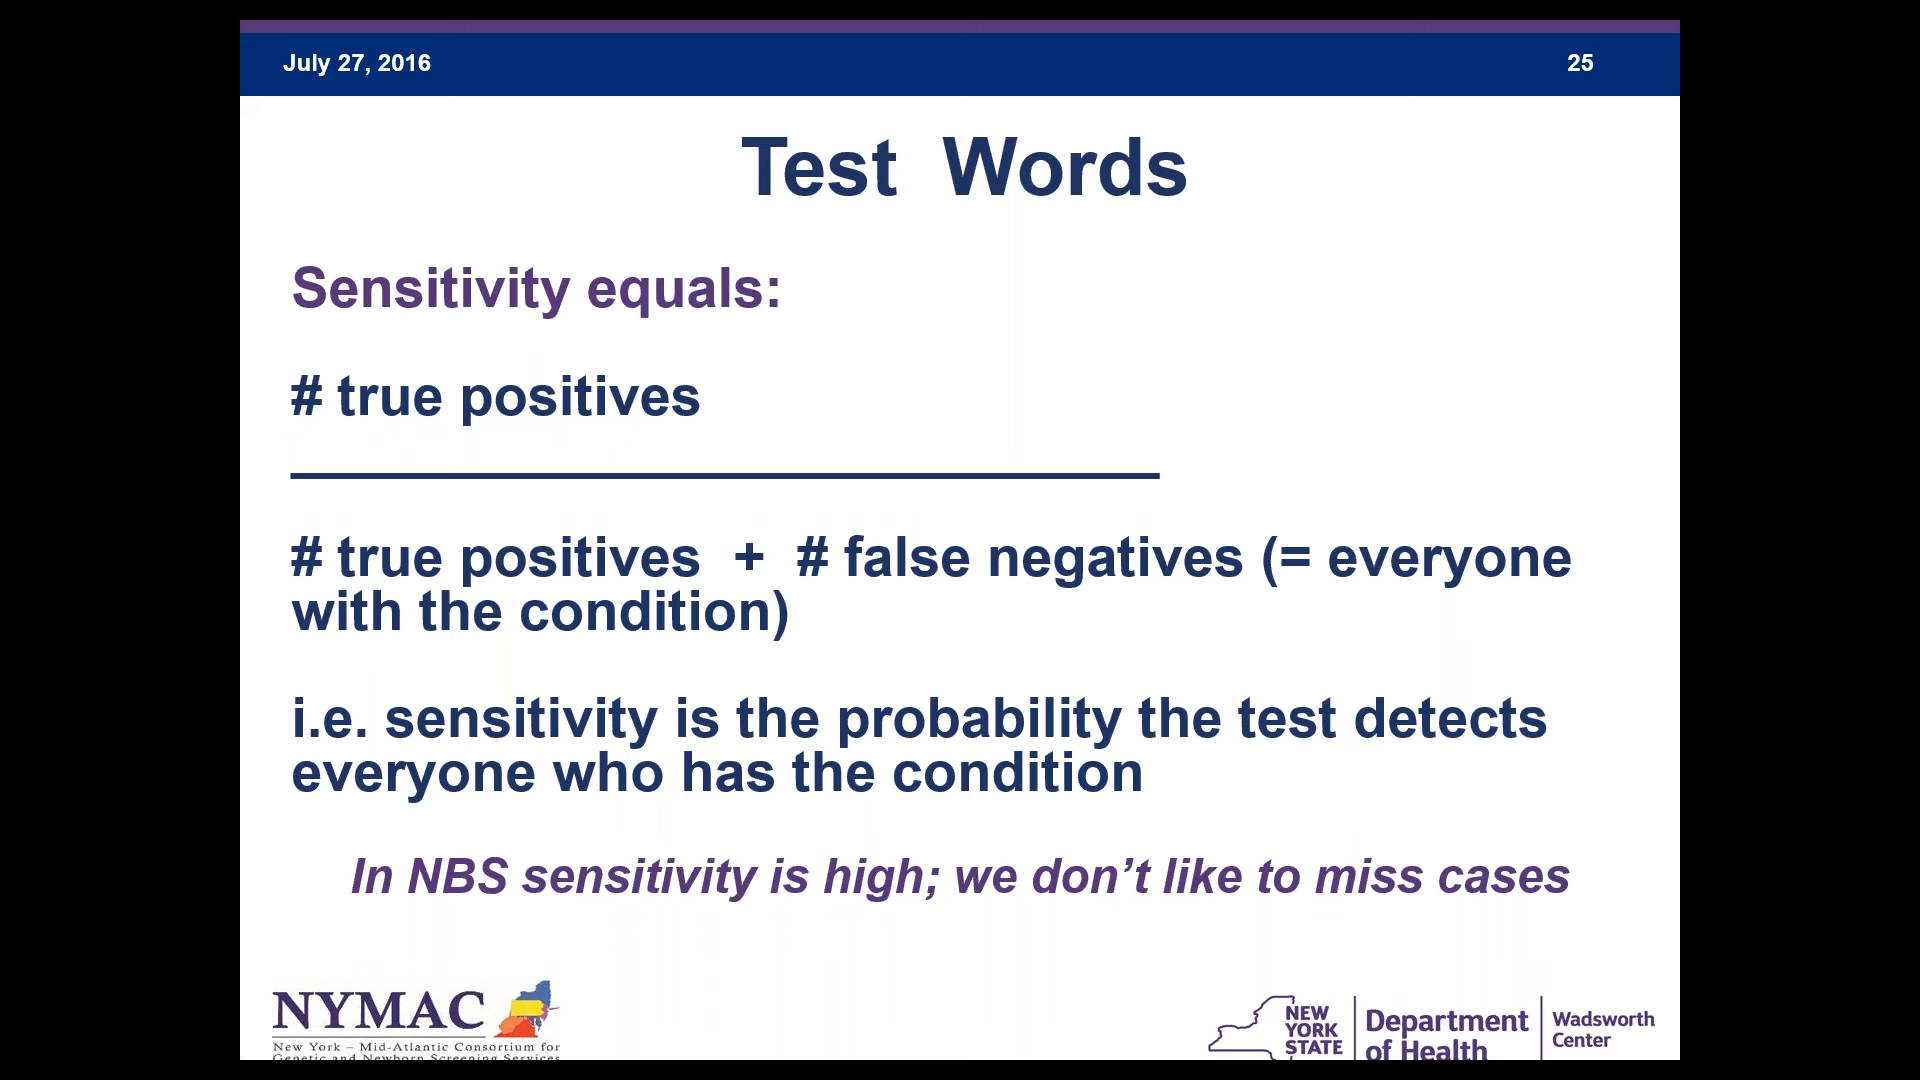 July 27, 2016 25
Test Words
Sensitivity equals:
# true positives
# true positives + # false negatives (= everyone
with the condition)
i.e. sensitivity is the probability the test detects
everyone who has the condition
In NBS sensitivity is high; we don’t like to miss cases
NYMAC
New York – Mid-Atlantic Consortium for
Genetic and Newborn Screening Services
NEW
YORK
STATE
Department
of Health
Wadsworth
Center